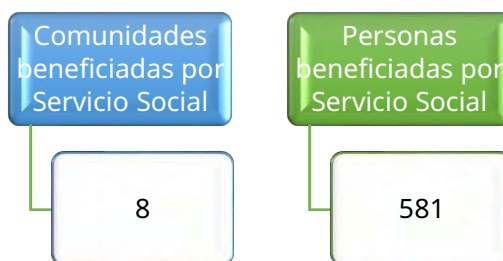 Comunidades
beneficiadas por
Servicio Social
8
Personas
beneficiadas por
Servicio Social
581